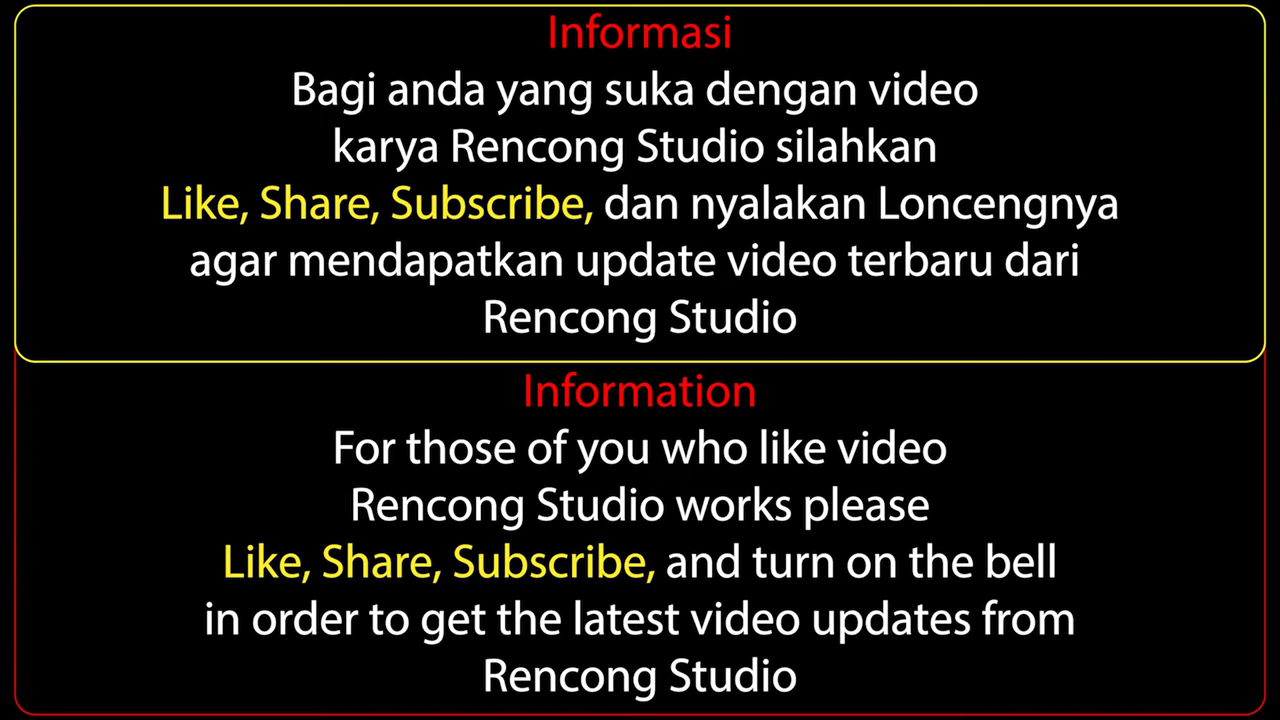 Informasi
Bagi anda yang suka dengan video
karya Rencong Studio silahkan
Like, Share, Subscribe, dan nyalakan Loncengnya
agar mendapatkan update video terbaru dari
Rencong Studio
Information
For those of you who like video
Rencong Studio works please
Like, Share, Subscribe, and turn on the bell
in order to get the latest video updates from
Rencong Studio